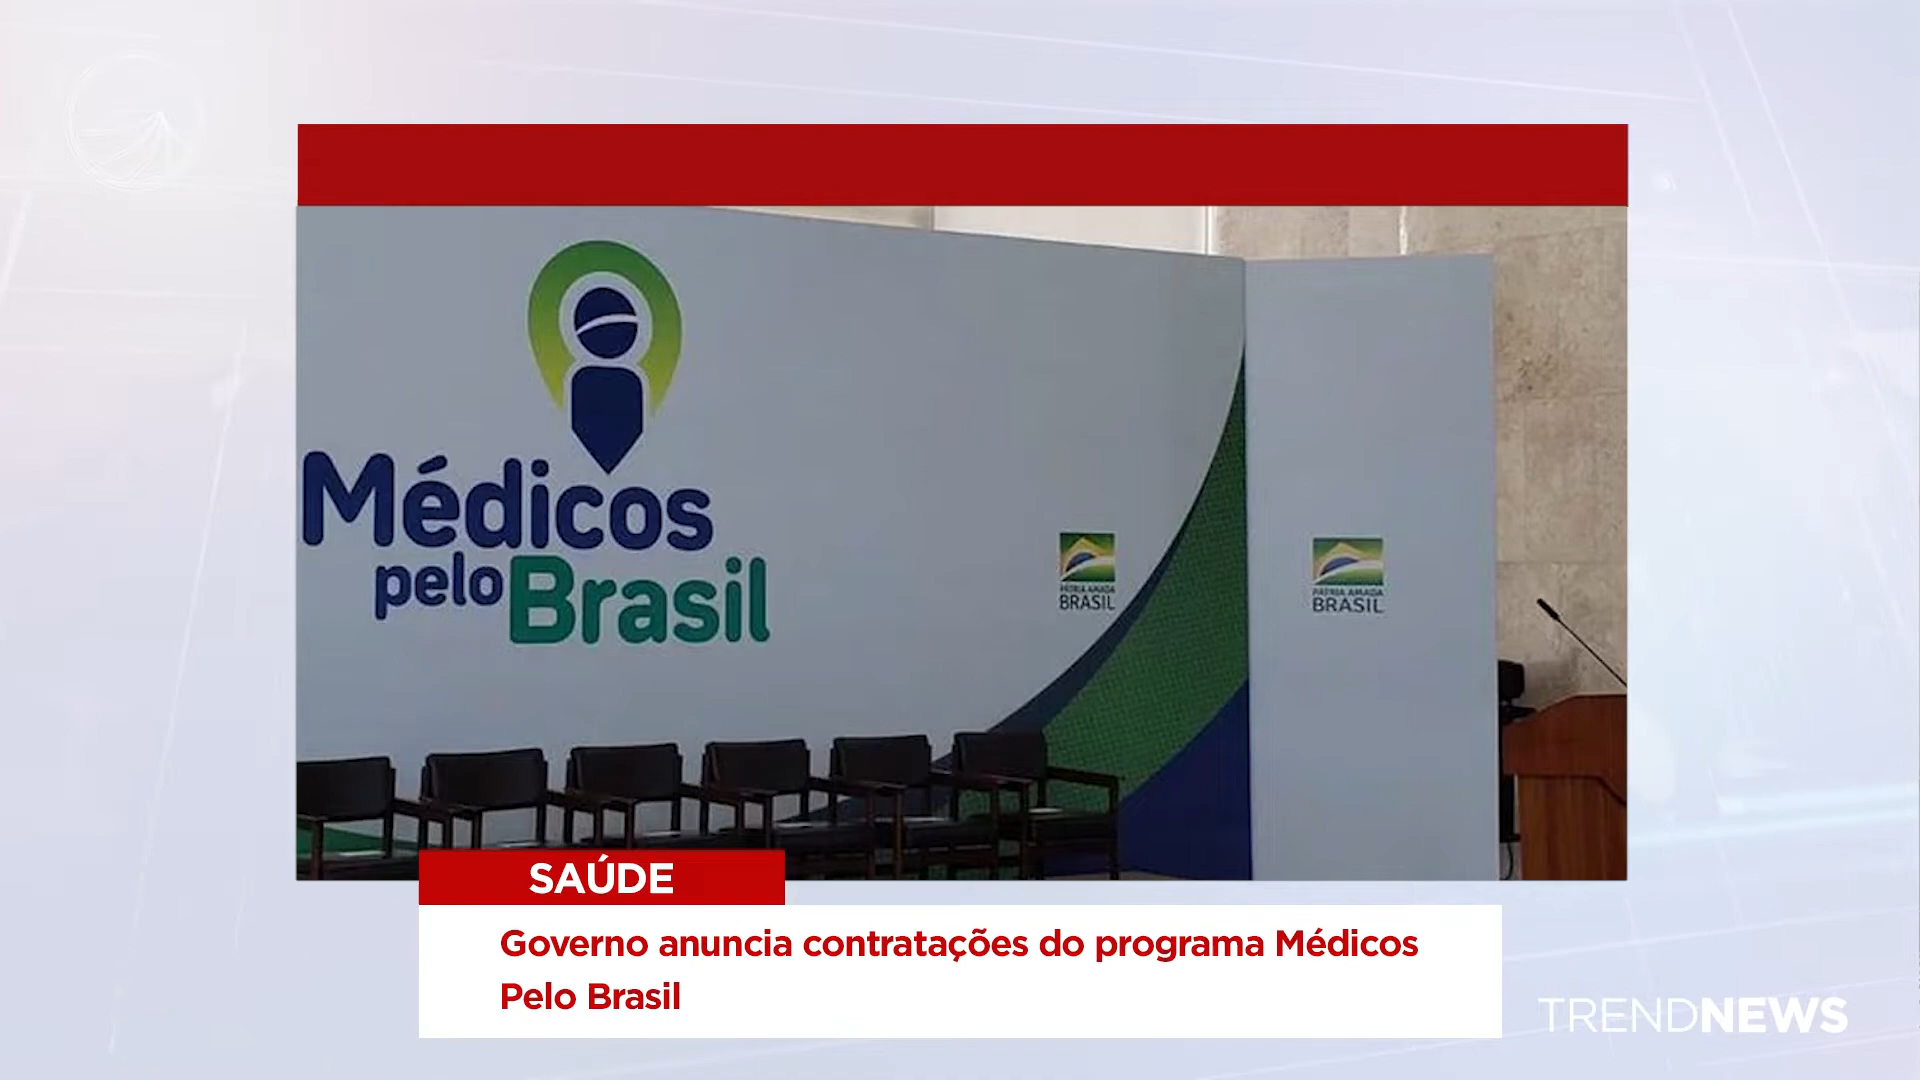 Médicos
pelo Brasil
PÁTRIA AMADA
BRASIL
PÁTRIA AMADA
BRASIL
SAÚDE
Governo anuncia contratações do programa Médicos
Pelo Brasil
TRENDNEWS